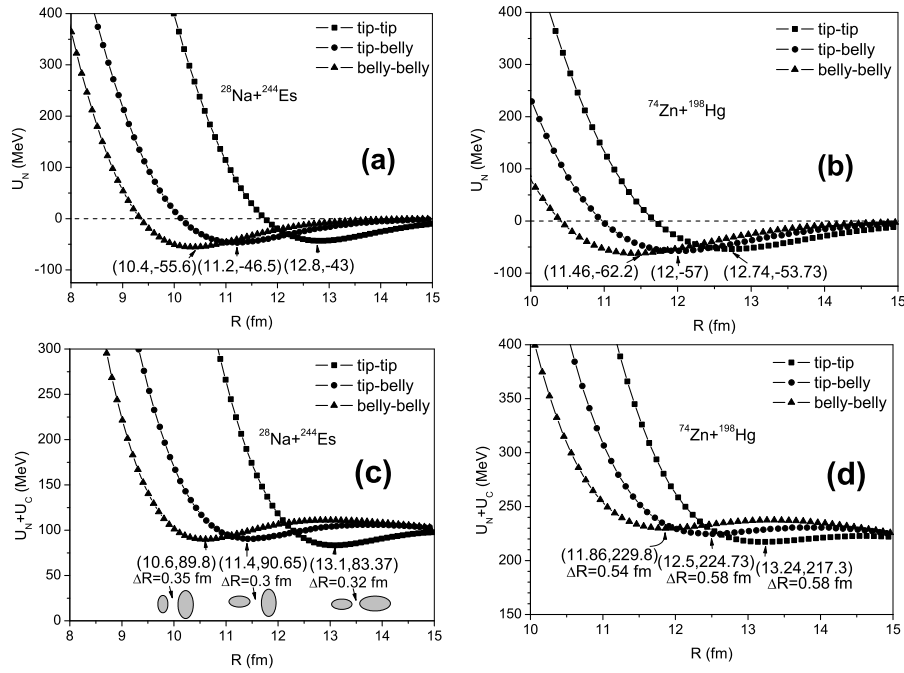 400
300
200
100
0
-100
U_N (MeV)
tip-tip
tip-belly
belly-belly
²⁸Na+²⁴⁴Es
(a)
(10.4,-55.6)
(11.2,-46.5)
(12.8,-43)
8 9 10 11 12 13 14 15
R (fm)
400
300
200
100
0
-100
U_N (MeV)
tip-tip
tip-belly
belly-belly
⁷⁴Zn+¹⁹⁸Hg
(b)
(11.46,-62.2)
(12,-57)
(12.74,-53.73)
10 11 12 13 14 15
R (fm)
300
250
200
150
100
50
0
U_N+U_C (MeV)
tip-tip
tip-belly
belly-belly
²⁸Na+²⁴⁴Es
(c)
(10.6,89.8) (11.4,90.65) (13.1,83.37)
ΔR=0.35 fm ΔR=0.3 fm ΔR=0.32 fm
8 9 10 11 12 13 14 15
R (fm)
400
350
300
250
200
150
U_N+U_C (MeV)
tip-tip
tip-belly
belly-belly
⁷⁴Zn+¹⁹⁸Hg
(d)
(11.86,229.8)
ΔR=0.54 fm
(12.5,224.73)
ΔR=0.58 fm
(13.24,217.3)
ΔR=0.58 fm
10 11 12 13 14 15
R (fm)